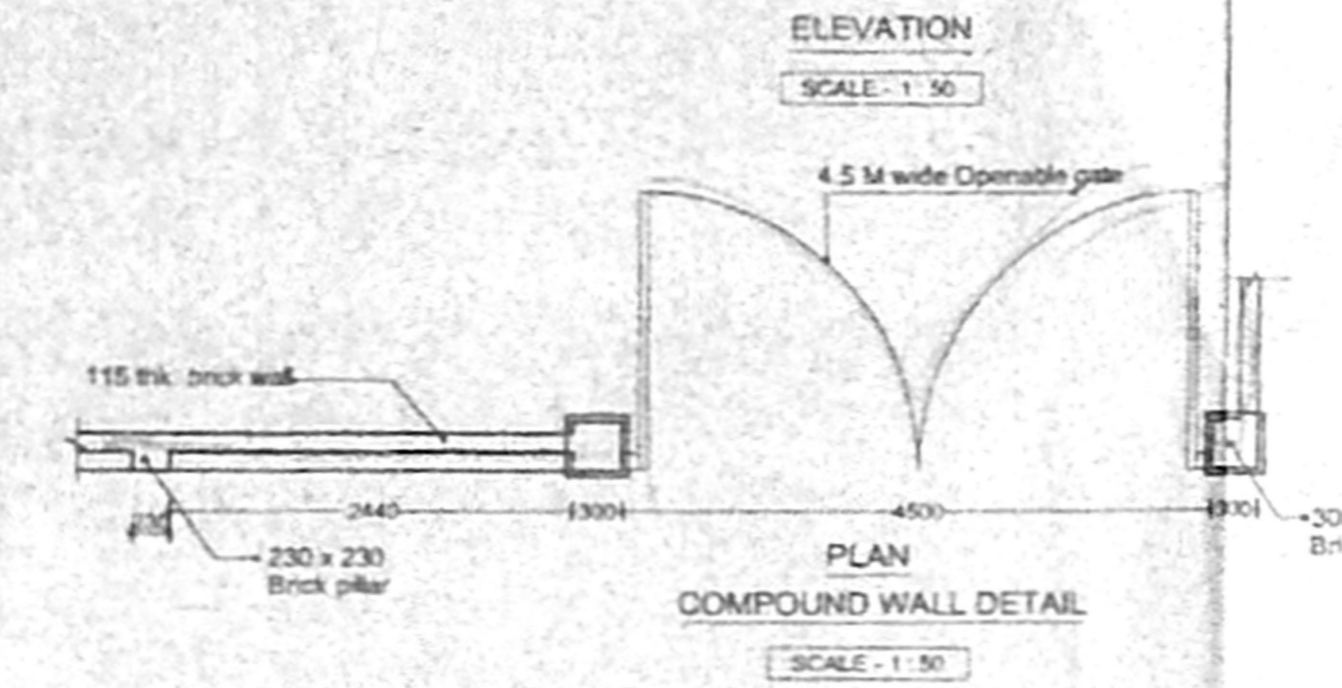 ELEVATION
SCALE - 1 : 50
4.5 M wide Openable gate
115 thk. brick wall
230
2440
300
4500
300
230 x 230
Brick pillar
PLAN
COMPOUND WALL DETAIL
SCALE - 1 : 50